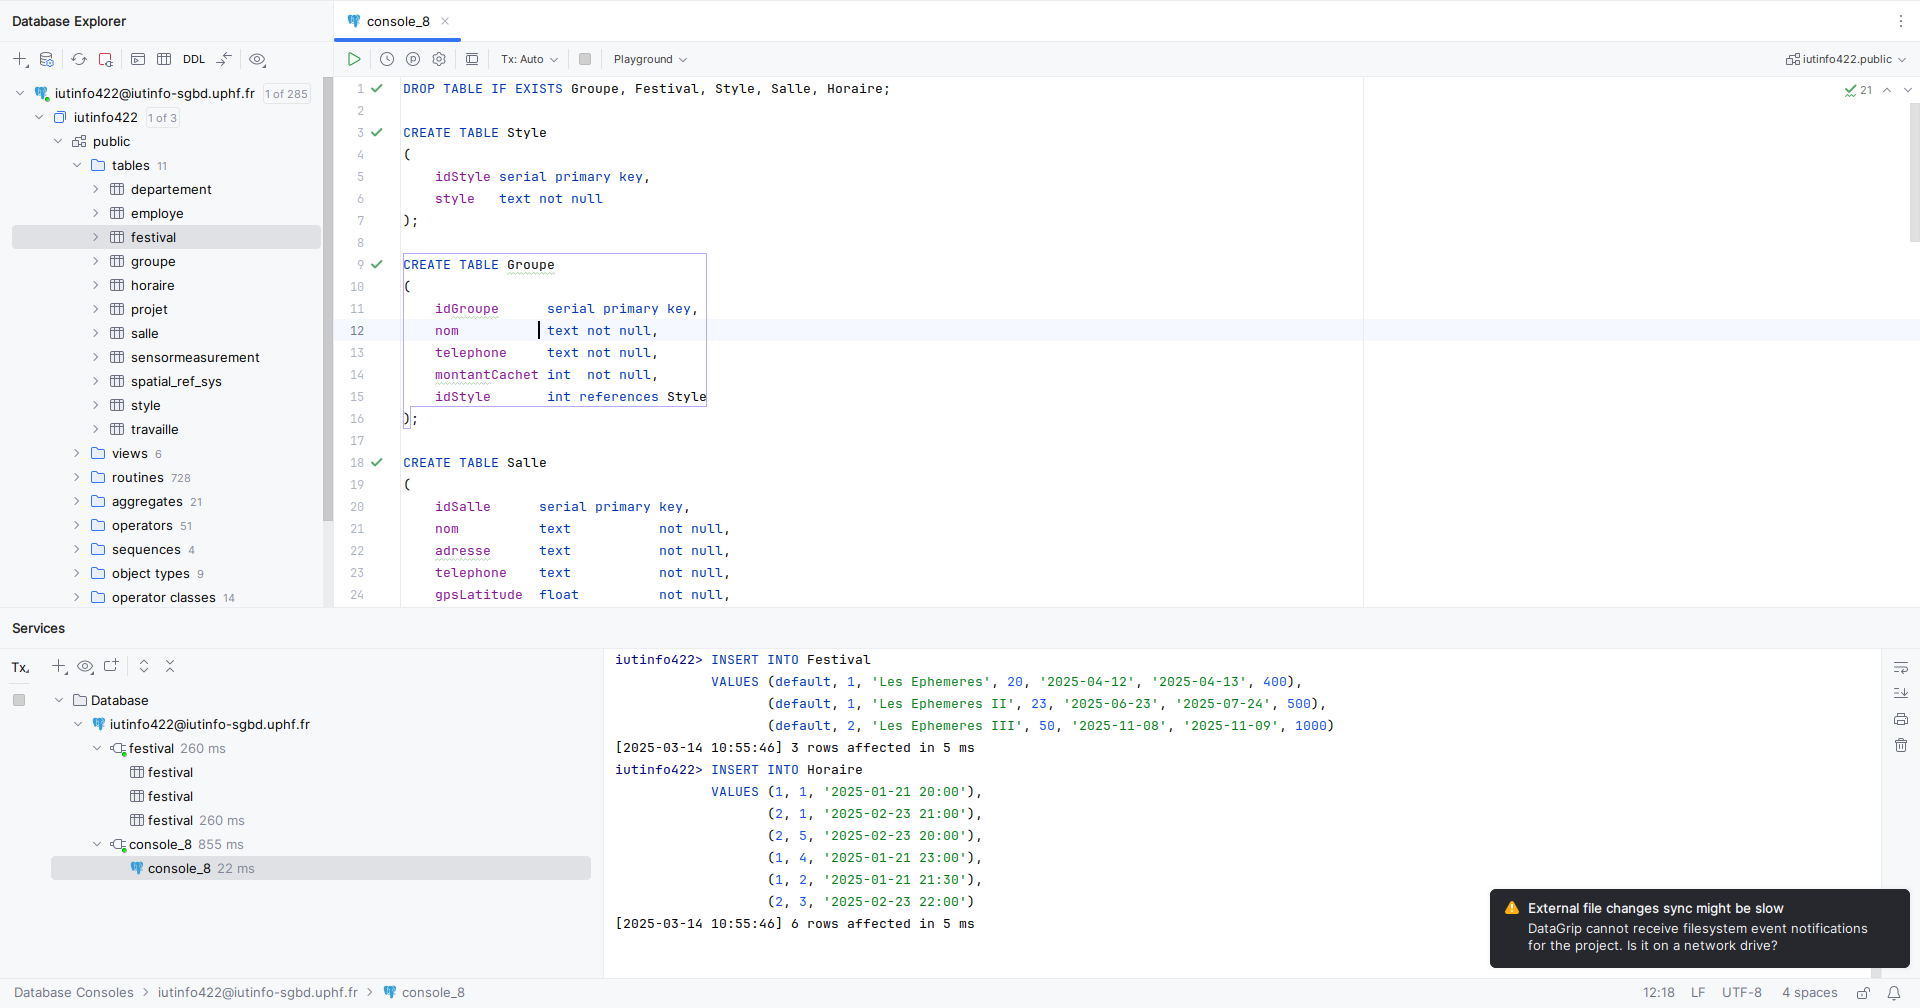 Database Explorer
console_8
DDL
Tx: Auto
Playground
iutinfo422.public
iutinfo422@iutinfo-sgbd.uphf.fr 1 of 285
iutinfo422 1 of 3
public
tables 11
departement
employe
festival
groupe
horaire
projet
salle
sensormeasurement
spatial_ref_sys
style
travaille
views 6
routines 728
aggregates 21
operators 51
sequences 4
object types 9
operator classes 14
21
1 DROP TABLE IF EXISTS Groupe, Festival, Style, Salle, Horaire;
2
3 CREATE TABLE Style
4 (
5 idStyle serial primary key,
6 style text not null
7 );
8
9 CREATE TABLE Groupe
10 (
11 idGroupe serial primary key,
12 nom text not null,
13 telephone text not null,
14 montantCachet int not null,
15 idStyle int references Style
16 );
17
18 CREATE TABLE Salle
19 (
20 idSalle serial primary key,
21 nom text not null,
22 adresse text not null,
23 telephone text not null,
24 gpsLatitude float not null,
Services
Tx
Database
iutinfo422@iutinfo-sgbd.uphf.fr
festival 260 ms
festival
festival
festival 260 ms
console_8 855 ms
console_8 22 ms
iutinfo422> INSERT INTO Festival
VALUES (default, 1, 'Les Ephemeres', 20, '2025-04-12', '2025-04-13', 400),
(default, 1, 'Les Ephemeres II', 23, '2025-06-23', '2025-07-24', 500),
(default, 2, 'Les Ephemeres III', 50, '2025-11-08', '2025-11-09', 1000)
[2025-03-14 10:55:46] 3 rows affected in 5 ms
iutinfo422> INSERT INTO Horaire
VALUES (1, 1, '2025-01-21 20:00'),
(2, 1, '2025-02-23 21:00'),
(2, 5, '2025-02-23 20:00'),
(1, 4, '2025-01-21 23:00'),
(1, 2, '2025-01-21 21:30'),
(2, 3, '2025-02-23 22:00')
[2025-03-14 10:55:46] 6 rows affected in 5 ms
External file changes sync might be slow
DataGrip cannot receive filesystem event notifications
for the project. Is it on a network drive?
Database Consoles > iutinfo422@iutinfo-sgbd.uphf.fr > console_8
12:18 LF UTF-8 4 spaces